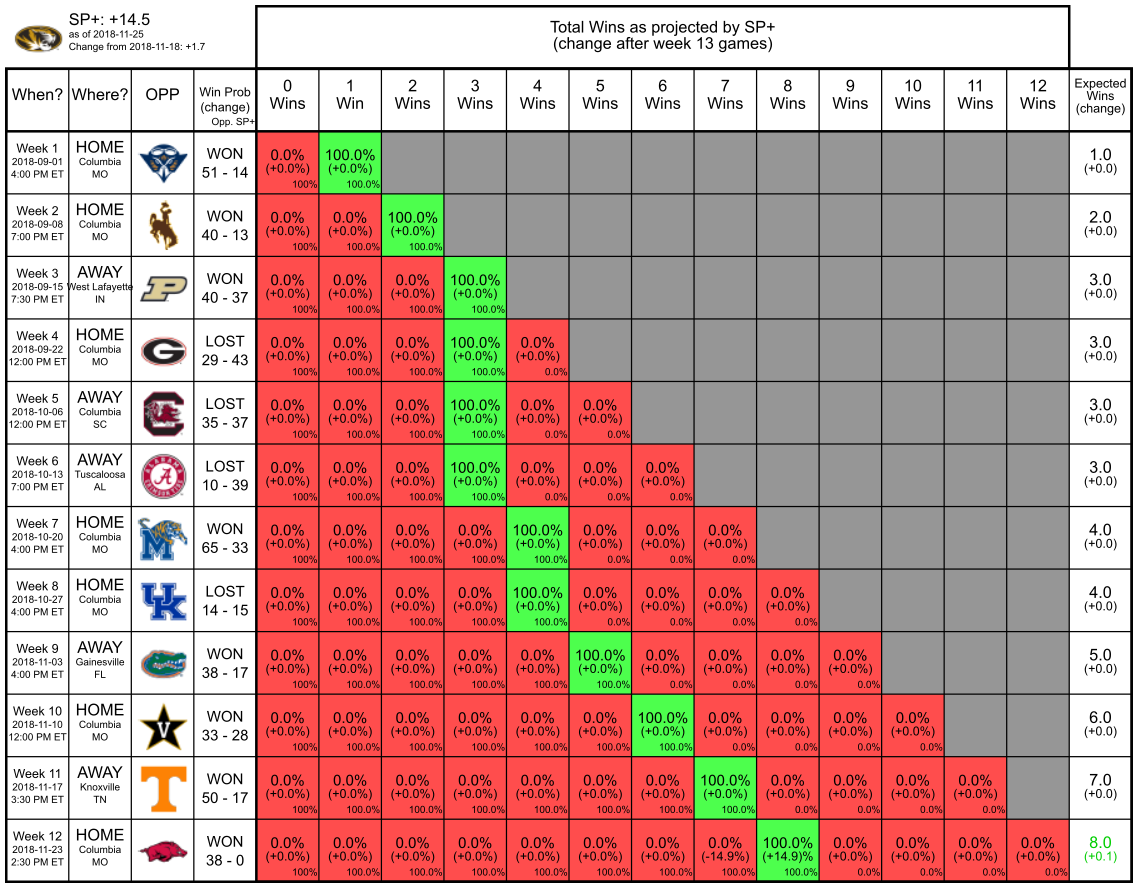 SP+: +14.5
as of 2018-11-25
Change from 2018-11-18: +1.7
Total Wins as projected by SP+
(change after week 13 games)
When? Where? OPP Win Prob (change) Opp. SP+ 0 Wins 1 Win 2 Wins 3 Wins 4 Wins 5 Wins 6 Wins 7 Wins 8 Wins 9 Wins 10 Wins 11 Wins 12 Wins Expected Wins (change)
Week 1 HOME WON 0.0% 100.0% 1.0
2018-09-01 Columbia (+0.0%) (+0.0%) (+0.0)
4:00 PM ET MO 51 - 14 100% 100.0%
Week 2 HOME WON 0.0% 0.0% 100.0% 2.0
2018-09-08 Columbia (+0.0%) (+0.0%) (+0.0%) (+0.0)
7:00 PM ET MO 40 - 13 100% 100.0% 100.0%
Week 3 AWAY P WON 0.0% 0.0% 0.0% 100.0% 3.0
2018-09-15 West Lafayette (+0.0%) (+0.0%) (+0.0%) (+0.0%) (+0.0)
7:30 PM ET IN 40 - 37 100% 100.0% 100.0% 100.0%
Week 4 HOME G LOST 0.0% 0.0% 0.0% 100.0% 0.0% 3.0
2018-09-22 Columbia (+0.0%) (+0.0%) (+0.0%) (+0.0%) (+0.0%) (+0.0)
12:00 PM ET MO 29 - 43 100% 100.0% 100.0% 100.0% 0.0%
Week 5 AWAY C LOST 0.0% 0.0% 0.0% 100.0% 0.0% 0.0% 3.0
2018-10-06 Columbia (+0.0%) (+0.0%) (+0.0%) (+0.0%) (+0.0%) (+0.0%) (+0.0)
12:00 PM ET SC 35 - 37 100% 100.0% 100.0% 100.0% 0.0% 0.0%
Week 6 AWAY ALABAMA A CRIMSON TIDE LOST 0.0% 0.0% 0.0% 100.0% 0.0% 0.0% 0.0% 3.0
2018-10-13 Tuscaloosa (+0.0%) (+0.0%) (+0.0%) (+0.0%) (+0.0%) (+0.0%) (+0.0%) (+0.0)
7:00 PM ET AL 10 - 39 100% 100.0% 100.0% 100.0% 0.0% 0.0% 0.0%
Week 7 HOME M WON 0.0% 0.0% 0.0% 0.0% 100.0% 0.0% 0.0% 0.0% 4.0
2018-10-20 Columbia (+0.0%) (+0.0%) (+0.0%) (+0.0%) (+0.0%) (+0.0%) (+0.0%) (+0.0%) (+0.0)
4:00 PM ET MO 65 - 33 100% 100.0% 100.0% 100.0% 100.0% 0.0% 0.0% 0.0%
Week 8 HOME UK LOST 0.0% 0.0% 0.0% 0.0% 100.0% 0.0% 0.0% 0.0% 0.0% 4.0
2018-10-27 Columbia (+0.0%) (+0.0%) (+0.0%) (+0.0%) (+0.0%) (+0.0%) (+0.0%) (+0.0%) (+0.0%) (+0.0)
4:00 PM ET MO 14 - 15 100% 100.0% 100.0% 100.0% 100.0% 0.0% 0.0% 0.0% 0.0%
Week 9 AWAY WON 0.0% 0.0% 0.0% 0.0% 0.0% 100.0% 0.0% 0.0% 0.0% 0.0% 5.0
2018-11-03 Gainesville (+0.0%) (+0.0%) (+0.0%) (+0.0%) (+0.0%) (+0.0%) (+0.0%) (+0.0%) (+0.0%) (+0.0%) (+0.0)
4:00 PM ET FL 38 - 17 100% 100.0% 100.0% 100.0% 100.0% 100.0% 0.0% 0.0% 0.0% 0.0%
Week 10 HOME V WON 0.0% 0.0% 0.0% 0.0% 0.0% 0.0% 100.0% 0.0% 0.0% 0.0% 0.0% 6.0
2018-11-10 Columbia (+0.0%) (+0.0%) (+0.0%) (+0.0%) (+0.0%) (+0.0%) (+0.0%) (+0.0%) (+0.0%) (+0.0%) (+0.0%) (+0.0)
12:00 PM ET MO 33 - 28 100% 100.0% 100.0% 100.0% 100.0% 100.0% 100.0% 0.0% 0.0% 0.0% 0.0%
Week 11 AWAY T WON 0.0% 0.0% 0.0% 0.0% 0.0% 0.0% 0.0% 100.0% 0.0% 0.0% 0.0% 0.0% 7.0
2018-11-17 Knoxville (+0.0%) (+0.0%) (+0.0%) (+0.0%) (+0.0%) (+0.0%) (+0.0%) (+0.0%) (+0.0%) (+0.0%) (+0.0%) (+0.0%) (+0.0)
3:30 PM ET TN 50 - 17 100% 100.0% 100.0% 100.0% 100.0% 100.0% 100.0% 100.0% 0.0% 0.0% 0.0% 0.0%
Week 12 HOME WON 0.0% 0.0% 0.0% 0.0% 0.0% 0.0% 0.0% 0.0% 100.0% 0.0% 0.0% 0.0% 0.0% 8.0
2018-11-23 Columbia (+0.0%) (+0.0%) (+0.0%) (+0.0%) (+0.0%) (+0.0%) (+0.0%) (-14.9%) (+14.9)% (+0.0%) (+0.0%) (+0.0%) (+0.0%) (+0.1)
2:30 PM ET MO 38 - 0 100% 100.0% 100.0% 100.0% 100.0% 100.0% 100.0% 100.0% 100.0% 0.0% 0.0% 0.0% 0.0%